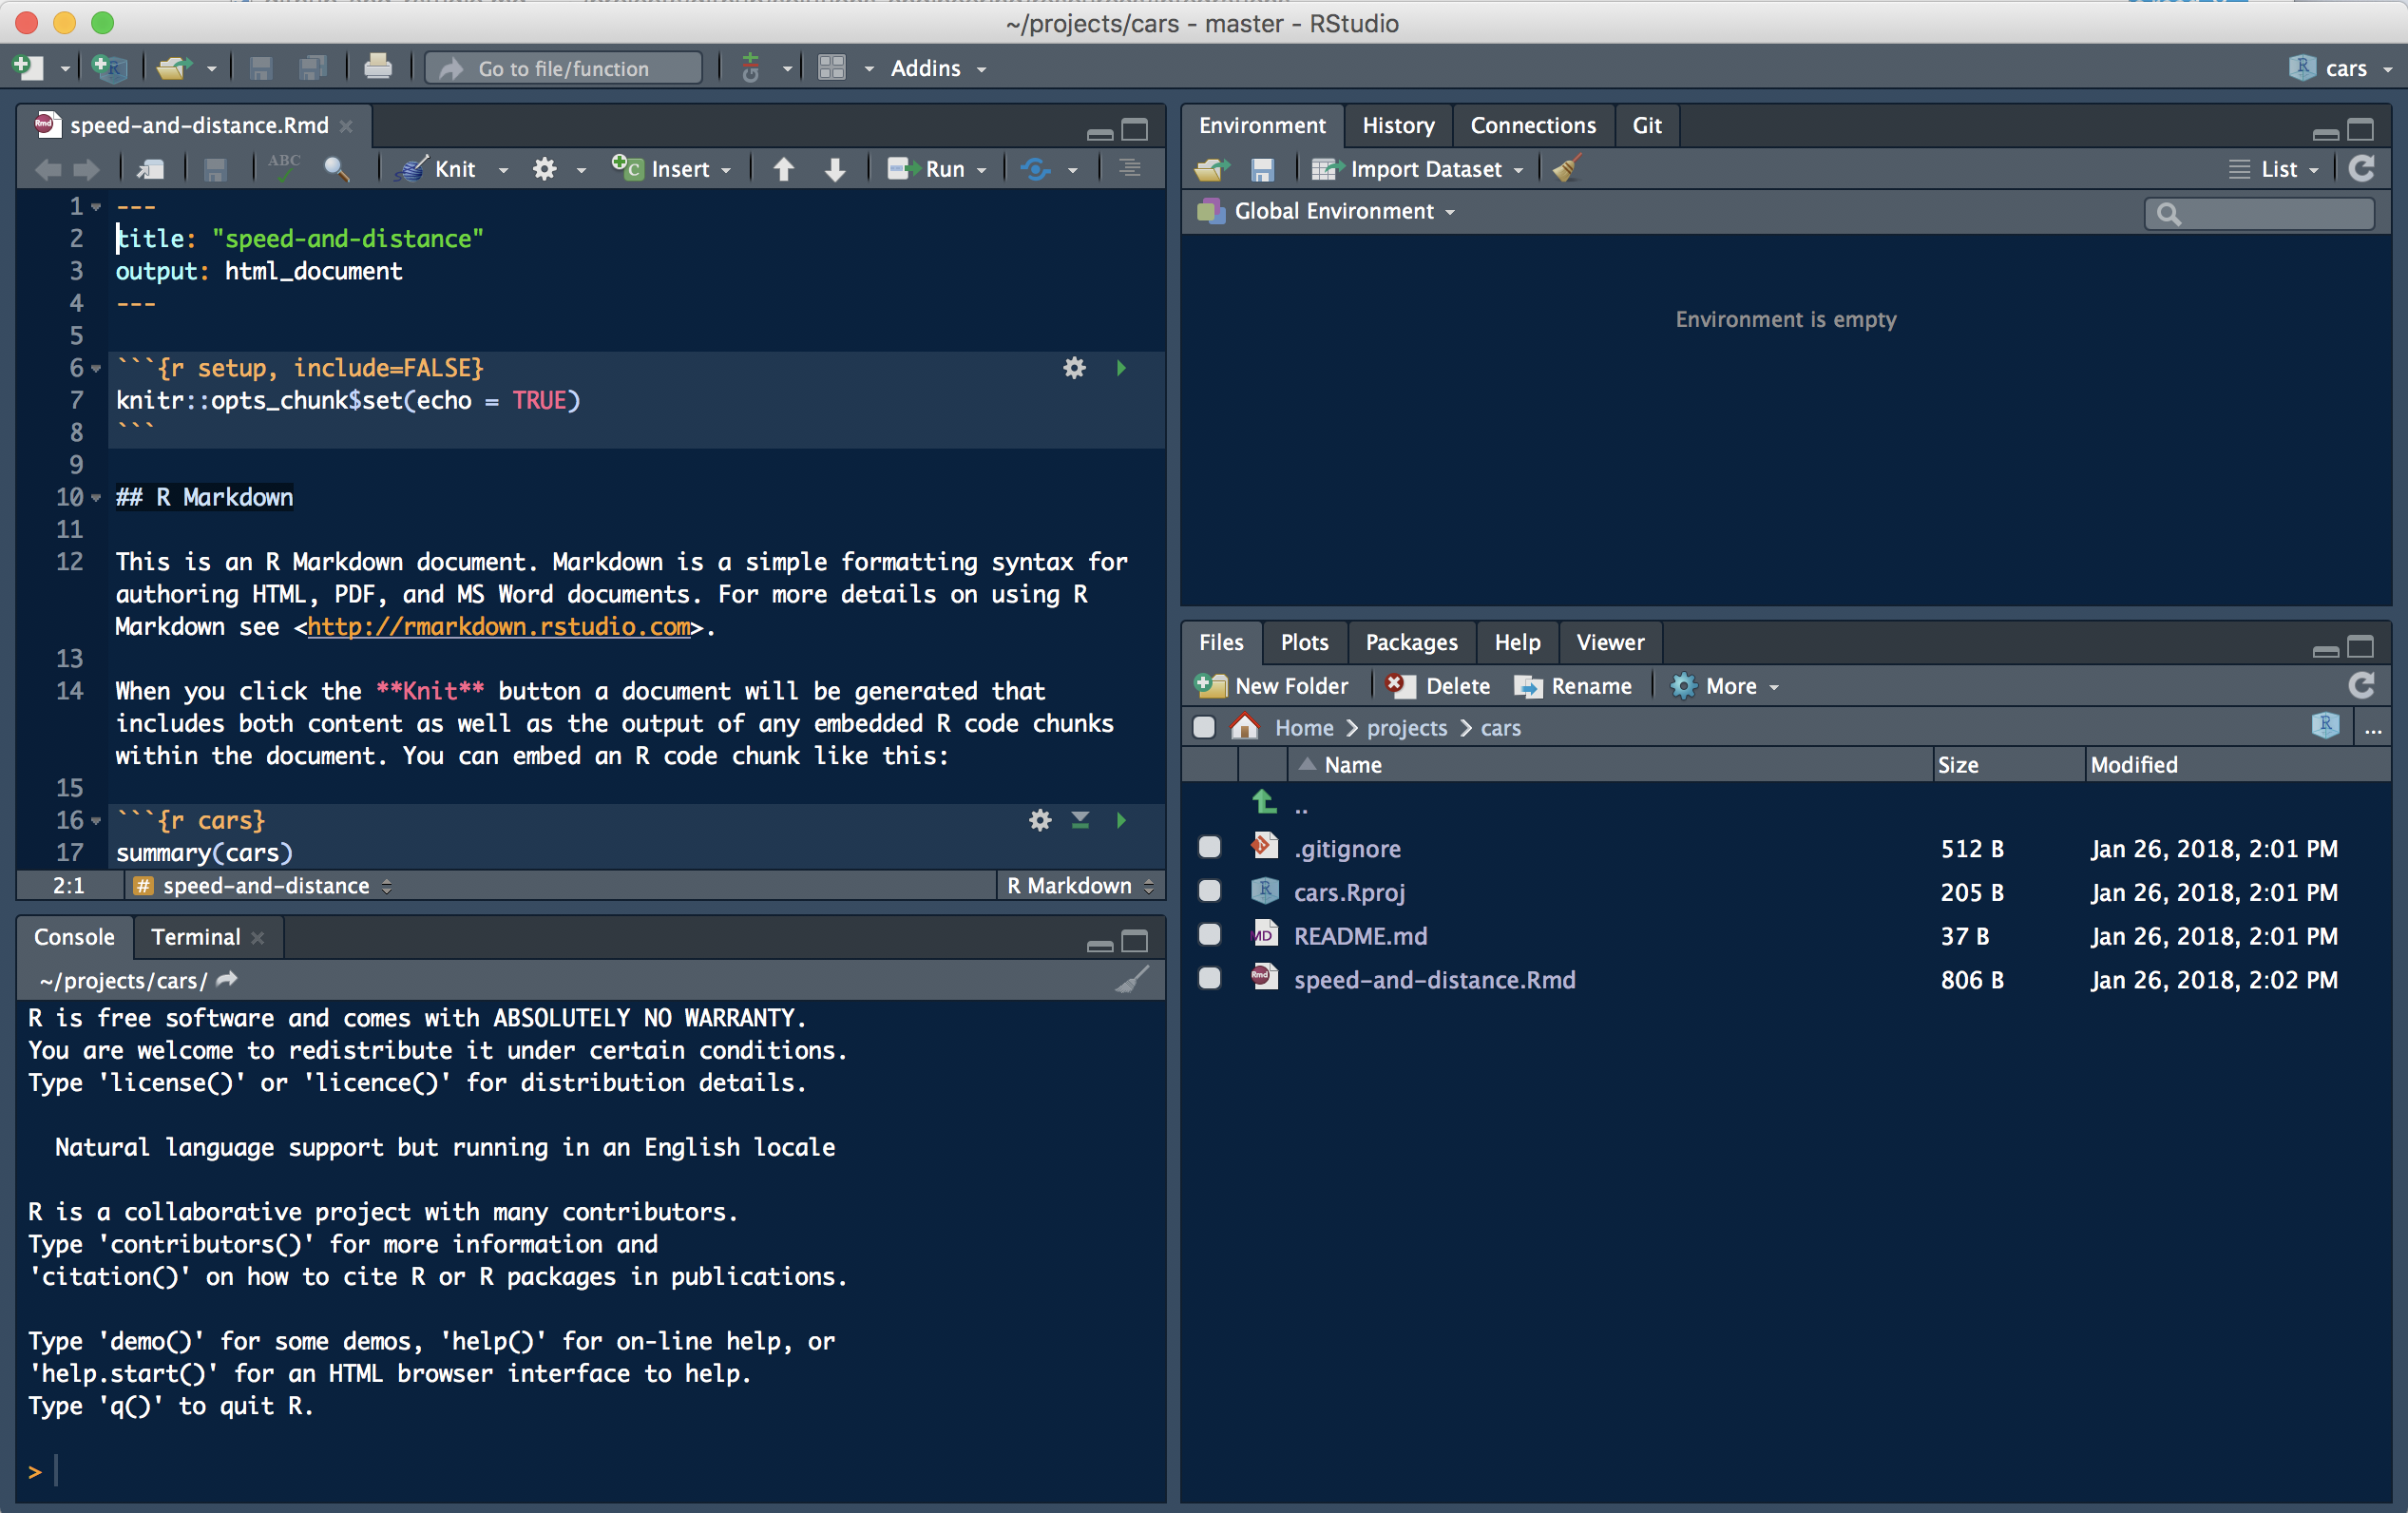 ~/projects/cars - master - RStudio
Go to file/function
Addins
cars
speed-and-distance.Rmd
ABC
Knit
Insert
Run
1 ---
2 title: "speed-and-distance"
3 output: html_document
4 ---
5
6 ```{r setup, include=FALSE}
7 knitr::opts_chunk$set(echo = TRUE)
8 ```
9
10 ## R Markdown
11
12 This is an R Markdown document. Markdown is a simple formatting syntax for
authoring HTML, PDF, and MS Word documents. For more details on using R
Markdown see <http://rmarkdown.rstudio.com>.
13
14 When you click the **Knit** button a document will be generated that
includes both content as well as the output of any embedded R code chunks
within the document. You can embed an R code chunk like this:
15
16 ```{r cars}
17 summary(cars)
2:1 # speed-and-distance R Markdown
Console Terminal
~/projects/cars/
R is free software and comes with ABSOLUTELY NO WARRANTY.
You are welcome to redistribute it under certain conditions.
Type 'license()' or 'licence()' for distribution details.
Natural language support but running in an English locale
R is a collaborative project with many contributors.
Type 'contributors()' for more information and
'citation()' on how to cite R or R packages in publications.
Type 'demo()' for some demos, 'help()' for on-line help, or
'help.start()' for an HTML browser interface to help.
Type 'q()' to quit R.
>
Environment History Connections Git
Import Dataset List
Global Environment
Environment is empty
Files Plots Packages Help Viewer
New Folder Delete Rename More
Home projects cars ...
Name Size Modified
..
.gitignore 512 B Jan 26, 2018, 2:01 PM
cars.Rproj 205 B Jan 26, 2018, 2:01 PM
README.md 37 B Jan 26, 2018, 2:01 PM
speed-and-distance.Rmd 806 B Jan 26, 2018, 2:02 PM